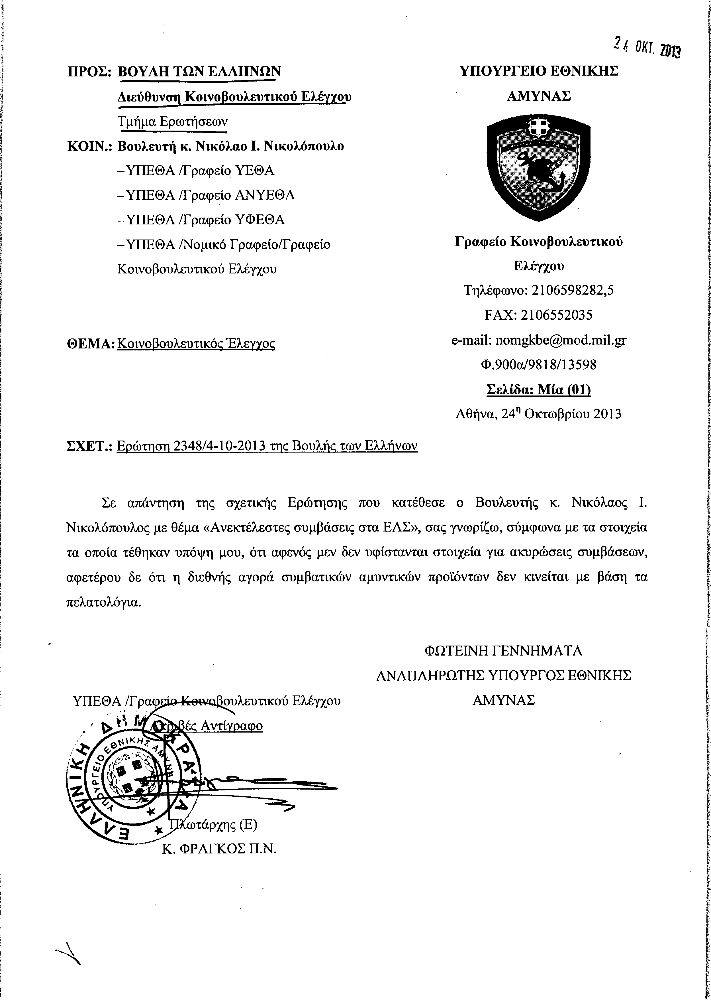 24 ΟΚΤ. 2013
ΠΡΟΣ: ΒΟΥΛΗ ΤΩΝ ΕΛΛΗΝΩΝ
Διεύθυνση Κοινοβουλευτικού Ελέγχου
Τμήμα Ερωτήσεων
ΚΟΙΝ.: Βουλευτή κ. Νικόλαο Ι. Νικολόπουλο
–ΥΠΕΘΑ /Γραφείο ΥΕΘΑ
–ΥΠΕΘΑ /Γραφείο ΑΝΥΕΘΑ
–ΥΠΕΘΑ /Γραφείο ΥΦΕΘΑ
–ΥΠΕΘΑ /Νομικό Γραφείο/Γραφείο
Κοινοβουλευτικού Ελέγχου
ΘΕΜΑ: Κοινοβουλευτικός Έλεγχος
ΥΠΟΥΡΓΕΙΟ ΕΘΝΙΚΗΣ
ΑΜΥΝΑΣ
Γραφείο Κοινοβουλευτικού
Ελέγχου
Τηλέφωνο: 2106598282,5
FAX: 2106552035
e-mail: nomgkbe@mod.mil.gr
Φ.900α/9818/13598
Σελίδα: Μία (01)
Αθήνα, 24η Οκτωβρίου 2013
ΣΧΕΤ.: Ερώτηση 2348/4-10-2013 της Βουλής των Ελλήνων
Σε απάντηση της σχετικής Ερώτησης που κατέθεσε ο Βουλευτής κ. Νικόλαος Ι.
Νικολόπουλος με θέμα «Ανεκτέλεστες συμβάσεις στα ΕΑΣ», σας γνωρίζω, σύμφωνα με τα στοιχεία
τα οποία τέθηκαν υπόψη μου, ότι αφενός μεν δεν υφίστανται στοιχεία για ακυρώσεις συμβάσεων,
αφετέρου δε ότι η διεθνής αγορά συμβατικών αμυντικών προϊόντων δεν κινείται με βάση τα
πελατολόγια.
ΦΩΤΕΙΝΗ ΓΕΝΝΗΜΑΤΑ
ΑΝΑΠΛΗΡΩΤΗΣ ΥΠΟΥΡΓΟΣ ΕΘΝΙΚΗΣ
ΑΜΥΝΑΣ
ΥΠΕΘΑ /Γραφείο Κοινοβουλευτικού Ελέγχου
Ακριβές Αντίγραφο
ΕΛΛΗΝΙΚΗ ΔΗΜΟΚΡΑΤΙΑ
ΥΠΟΥΡΓΕΙΟ ΕΘΝΙΚΗΣ ΑΜΥΝΗΣ
Πλωτάρχης (Ε)
Κ. ΦΡΑΓΚΟΣ Π.Ν.